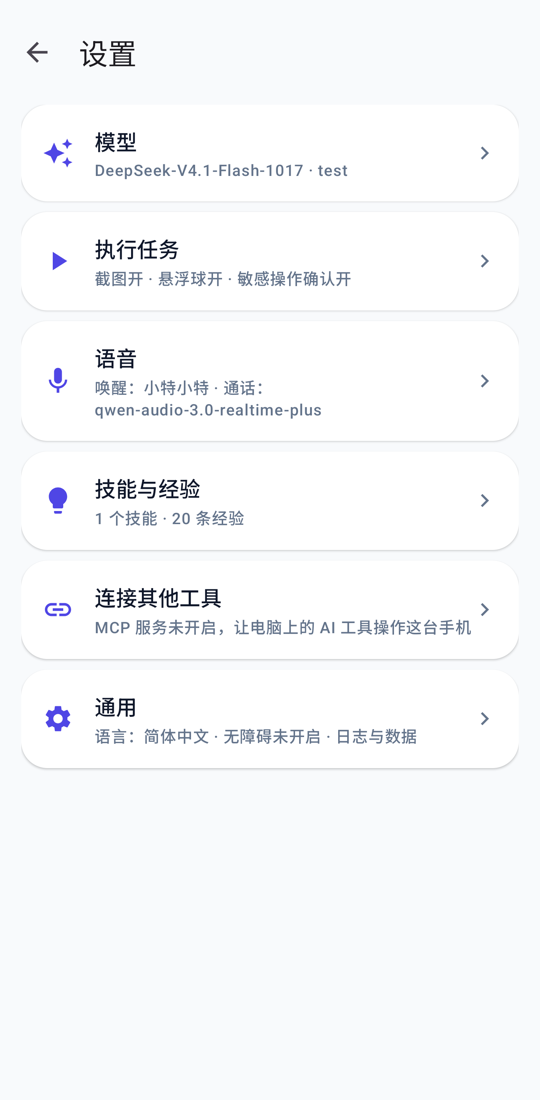 设置
模型
DeepSeek-V4.1-Flash-1017 · test
执行任务
截图开 · 悬浮球开 · 敏感操作确认开
语音
唤醒：小特小特 · 通话：
qwen-audio-3.0-realtime-plus
技能与经验
1 个技能 · 20 条经验
连接其他工具
MCP 服务未开启，让电脑上的 AI 工具操作这台手机
通用
语言：简体中文 · 无障碍未开启 · 日志与数据